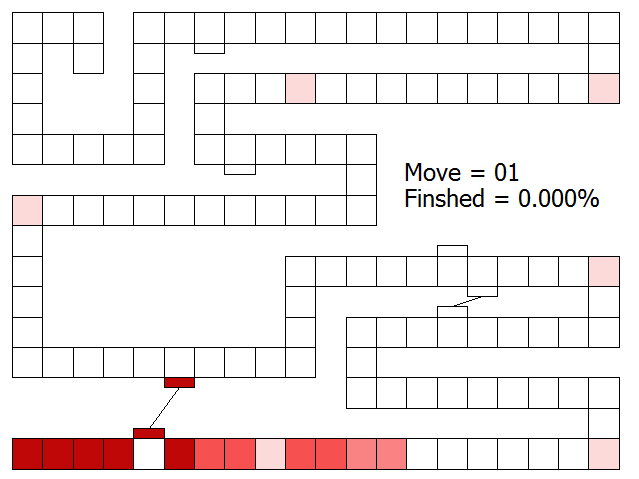 Move = 01
Finshed = 0.000%